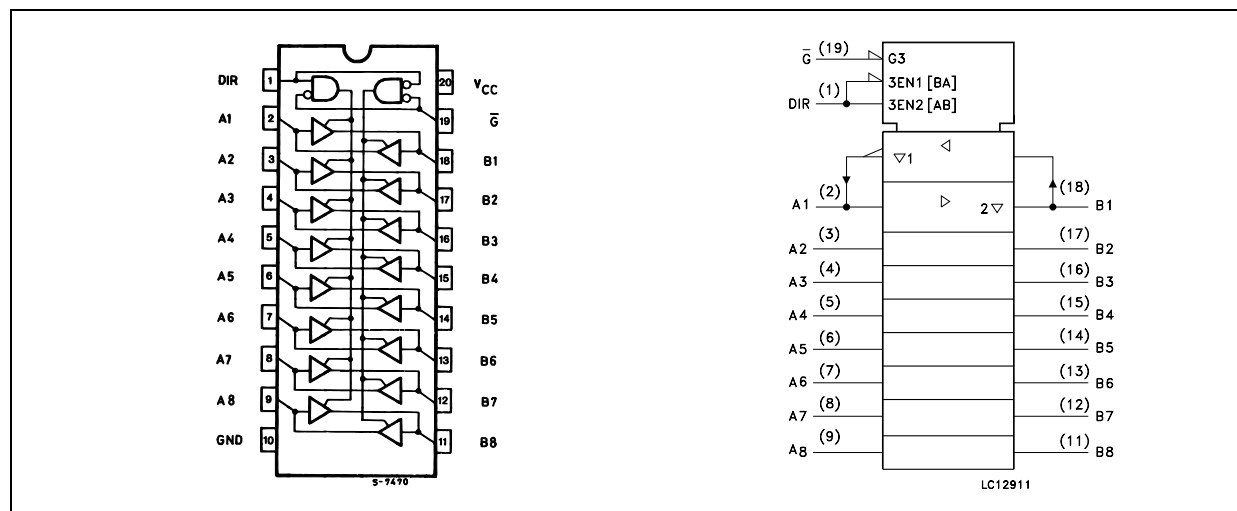 DIR 1 20 VCC
A1 2 19 G̅
A2 3 18 B1
A3 4 17 B2
A4 5 16 B3
A5 6 15 B4
A6 7 14 B5
A7 8 13 B6
A8 9 12 B7
GND 10 11 B8
S-7470
G̅ (19) G3
3EN1 [BA]
DIR (1) 3EN2 [AB]
▽1 ◁
A1 (2) ▷ 2▽ (18) B1
A2 (3) (17) B2
A3 (4) (16) B3
A4 (5) (15) B4
A5 (6) (14) B5
A6 (7) (13) B6
A7 (8) (12) B7
A8 (9) (11) B8
LC12911